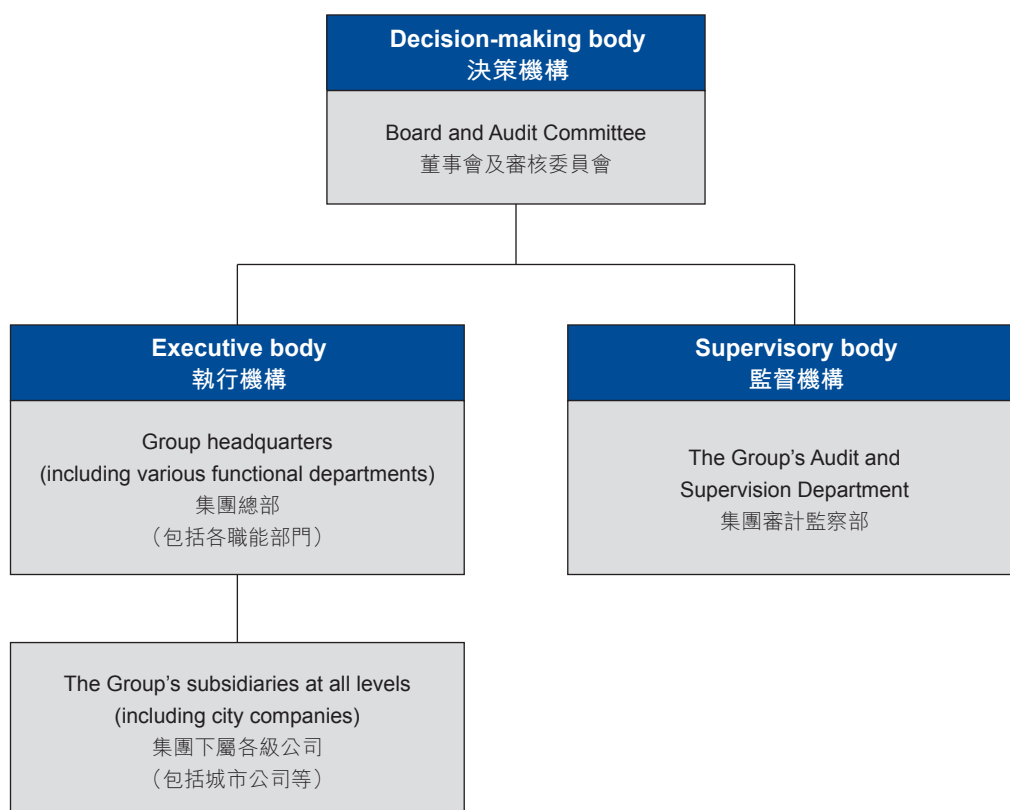 Decision-making body
決策機構
Board and Audit Committee
董事會及審核委員會
Executive body
執行機構
Group headquarters
(including various functional departments)
集團總部
（包括各職能部門）
Supervisory body
監督機構
The Group’s Audit and
Supervision Department
集團審計監察部
The Group’s subsidiaries at all levels
(including city companies)
集團下屬各級公司
（包括城市公司等）